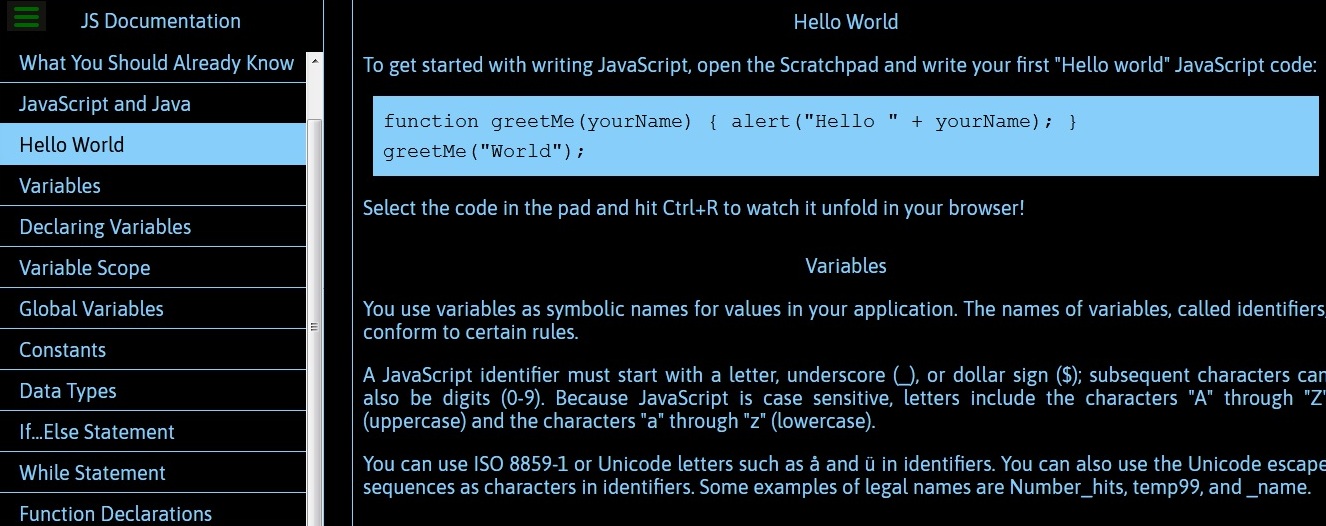 JS Documentation
What You Should Already Know
JavaScript and Java
Hello World
Variables
Declaring Variables
Variable Scope
Global Variables
Constants
Data Types
If...Else Statement
While Statement
Function Declarations
Hello World
To get started with writing JavaScript, open the Scratchpad and write your first "Hello world" JavaScript code:
function greetMe(yourName) { alert("Hello " + yourName); }
greetMe("World");
Select the code in the pad and hit Ctrl+R to watch it unfold in your browser!
Variables
You use variables as symbolic names for values in your application. The names of variables, called identifiers,
conform to certain rules.
A JavaScript identifier must start with a letter, underscore (_), or dollar sign ($); subsequent characters can
also be digits (0-9). Because JavaScript is case sensitive, letters include the characters "A" through "Z"
(uppercase) and the characters "a" through "z" (lowercase).
You can use ISO 8859-1 or Unicode letters such as å and ü in identifiers. You can also use the Unicode escape
sequences as characters in identifiers. Some examples of legal names are Number_hits, temp99, and _name.